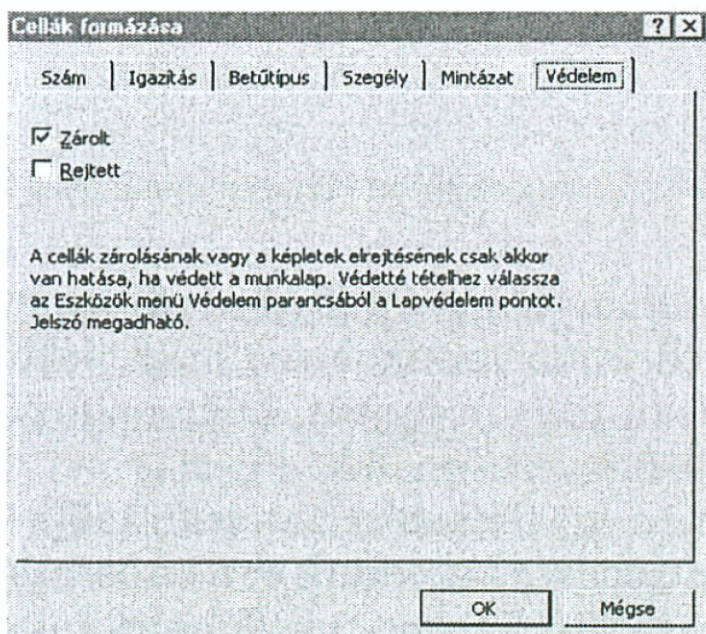 Cellák formázása
Szám Igazítás Betűtípus Szegély Mintázat Védelem
Zárolt
Rejtett
A cellák zárolásának vagy a képletek elrejtésének csak akkor
van hatása, ha védett a munkalap. Védetté tételhez válassza
az Eszközök menü Védelem parancsából a Lapvédelem pontot.
Jelszó megadható.
OK Mégse